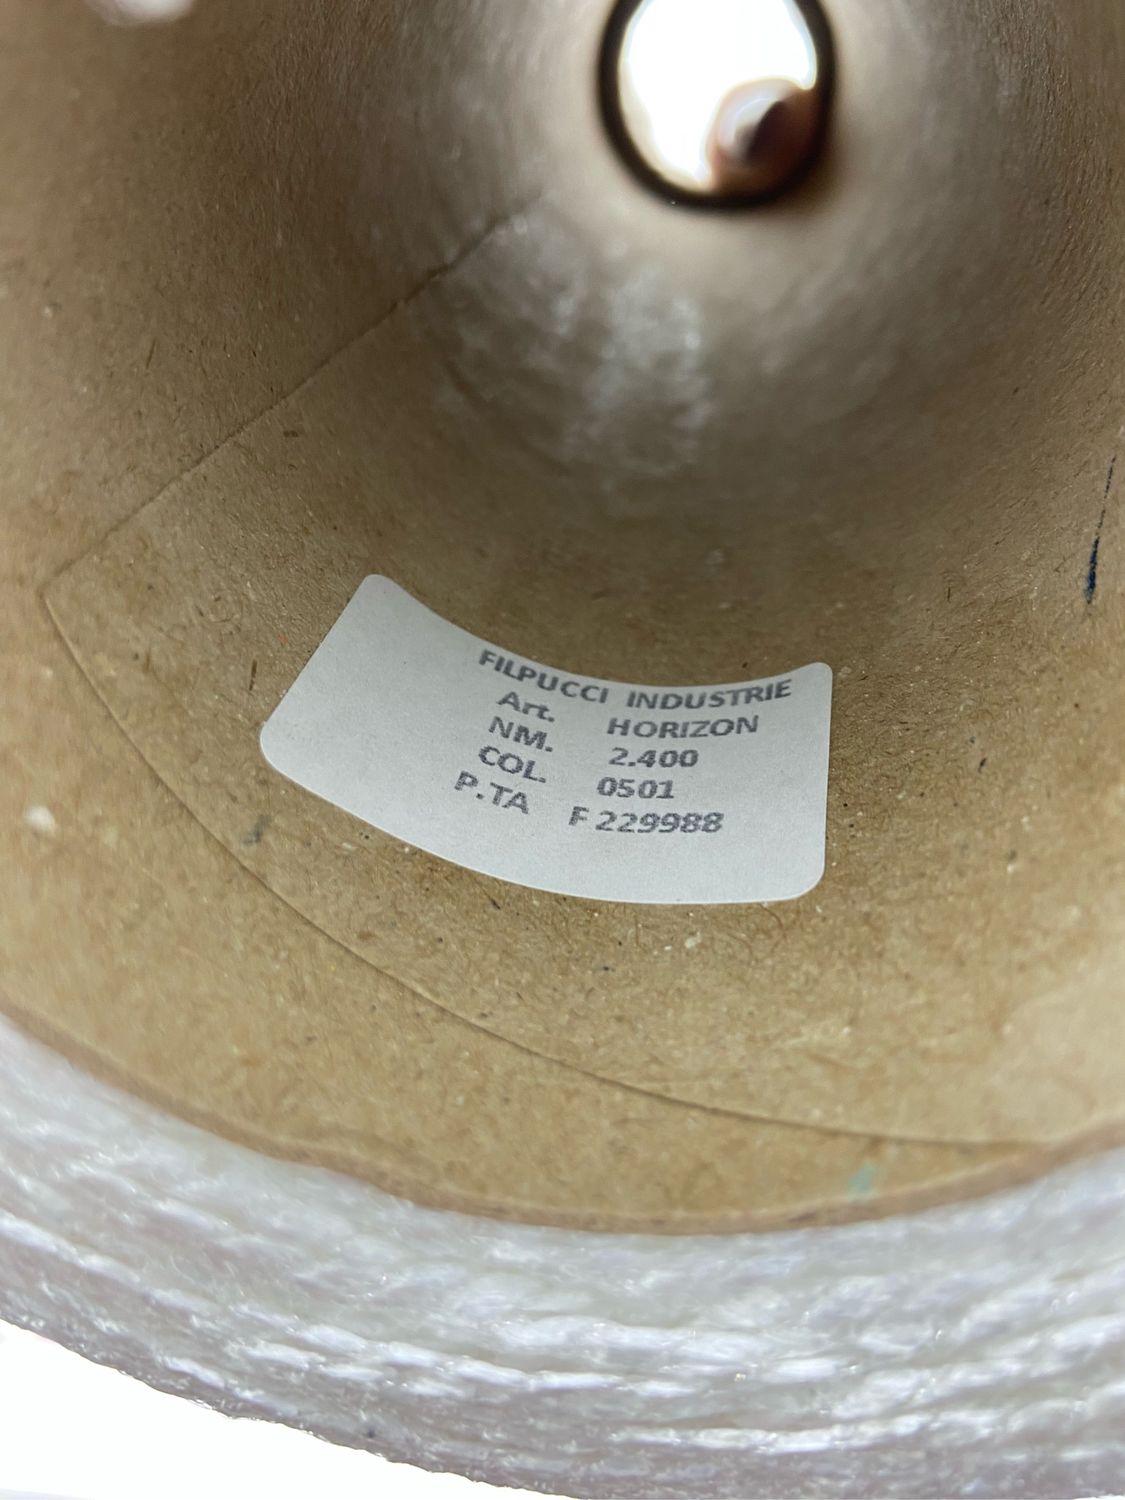 FILPUCCI INDUSTRIE
Art. HORIZON
NM. 2.400
COL. 0501
P.TA F 229988